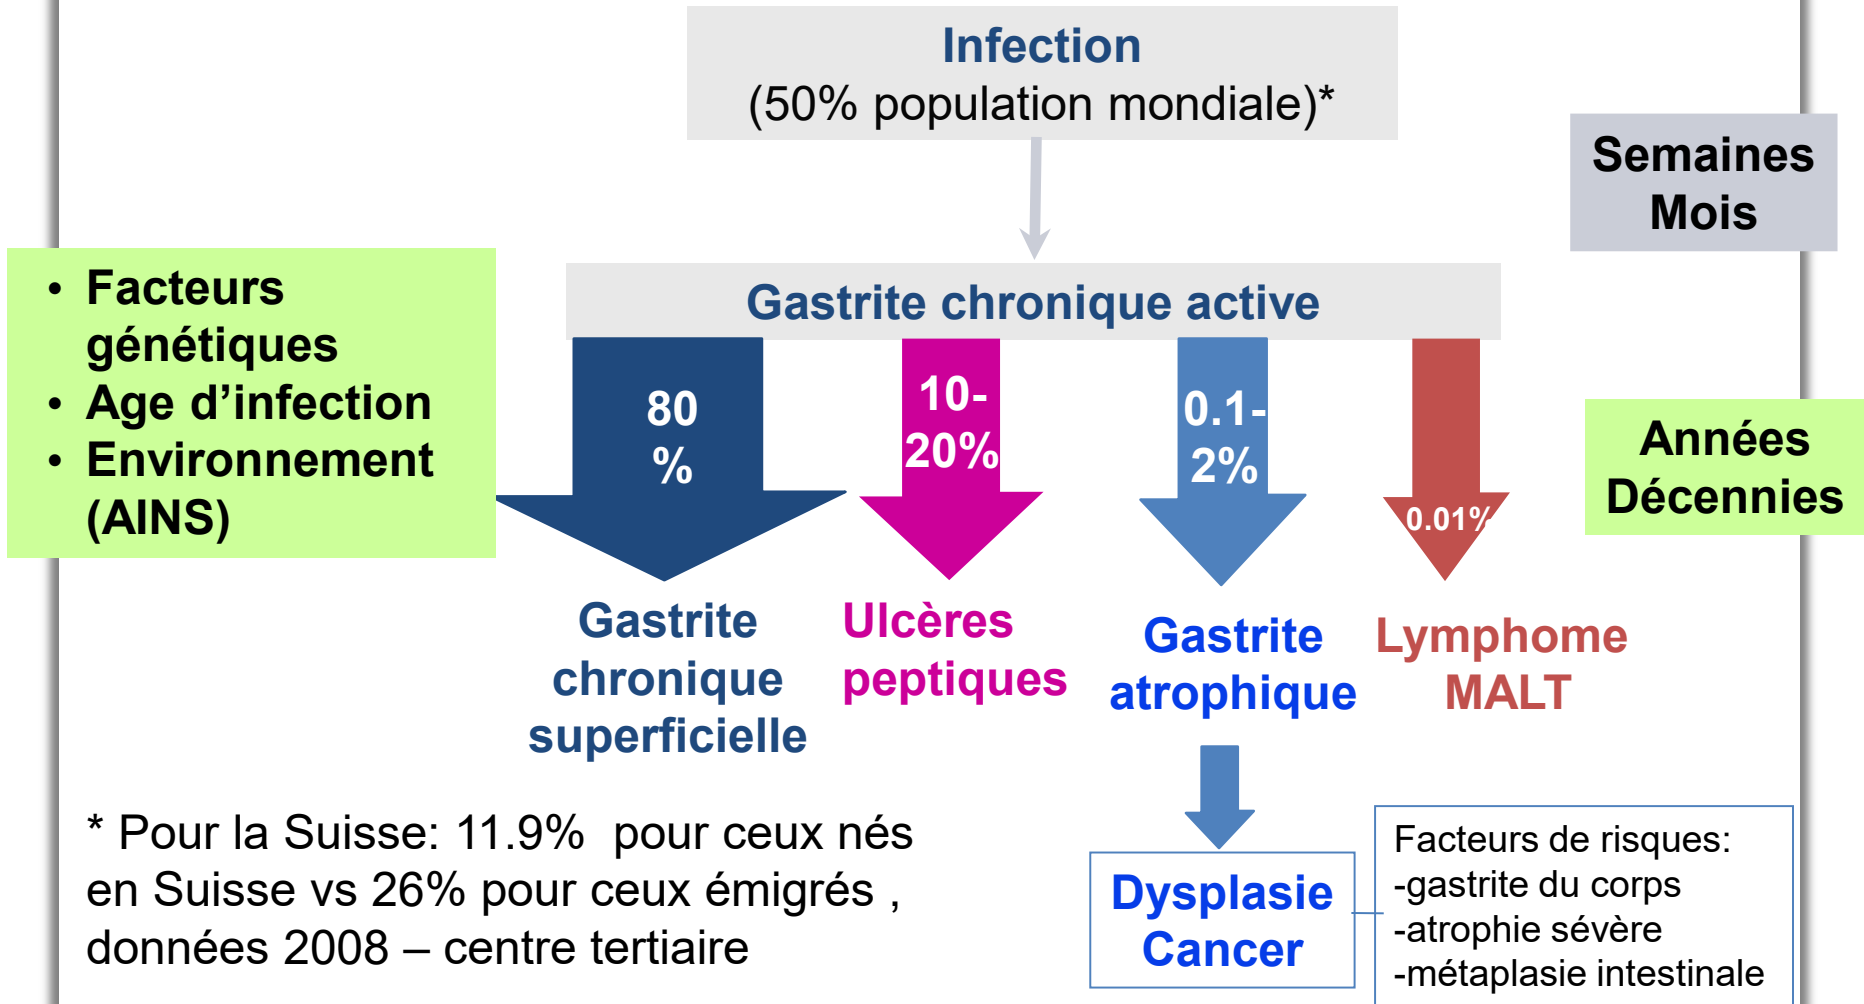 Infection
(50% population mondiale)*
Semaines
Mois
• Facteurs
génétiques
• Age d’infection
• Environnement
(AINS)
Gastrite chronique active
80
%
10-
20%
0.1-
2%
0.01%
Années
Décennies
Gastrite
chronique
superficielle
Ulcères
peptiques
Gastrite
atrophique
Lymphome
MALT
* Pour la Suisse: 11.9%  pour ceux nés
en Suisse vs 26% pour ceux émigrés ,
données 2008 – centre tertiaire
Dysplasie
Cancer
Facteurs de risques:
-gastrite du corps
-atrophie sévère
-métaplasie intestinale